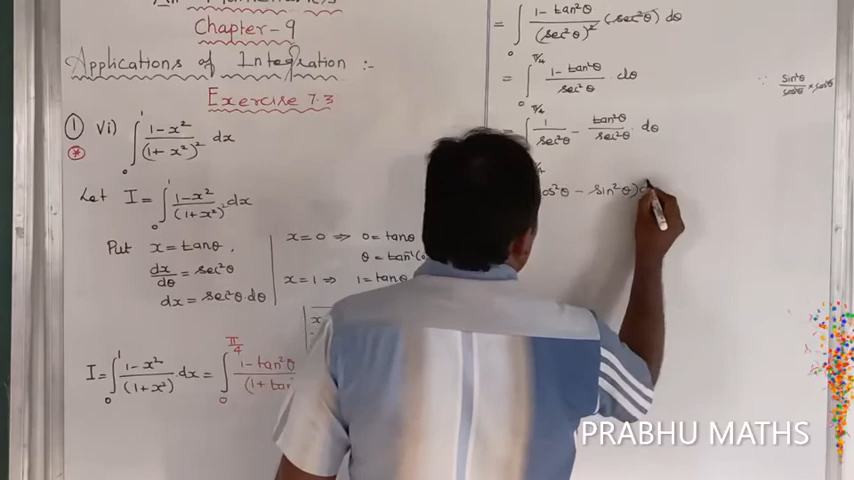 Chapter-9
Applications of Integration :-
Exercise 7.3
① vi) ∫₀¹ (1-x²)/(1+x²)² dx
Let I = ∫₀¹ (1-x²)/(1+x²)² dx
Put x = tanθ.
dx/dθ = sec²θ
dx = sec²θ·dθ
x=0 ⇒ 0=tanθ
θ = tan⁻¹(0
x=1 ⇒ 1=tanθ
x
I = ∫₀¹ (1-x²)/(1+x²) dx = ∫₀^(π/4) (1-tan²θ)/(1+tan
= ∫₀ (1-tan²θ)/(sec²θ)² (sec²θ) dθ
= ∫₀^(π/4) (1-tan²θ)/sec²θ · dθ
= ∫^(π/4) 1/sec²θ - tan²θ/sec²θ · dθ
os²θ - sin²θ)
∵ sin²θ/cos²θ × cos²θ
PRABHU MATHS